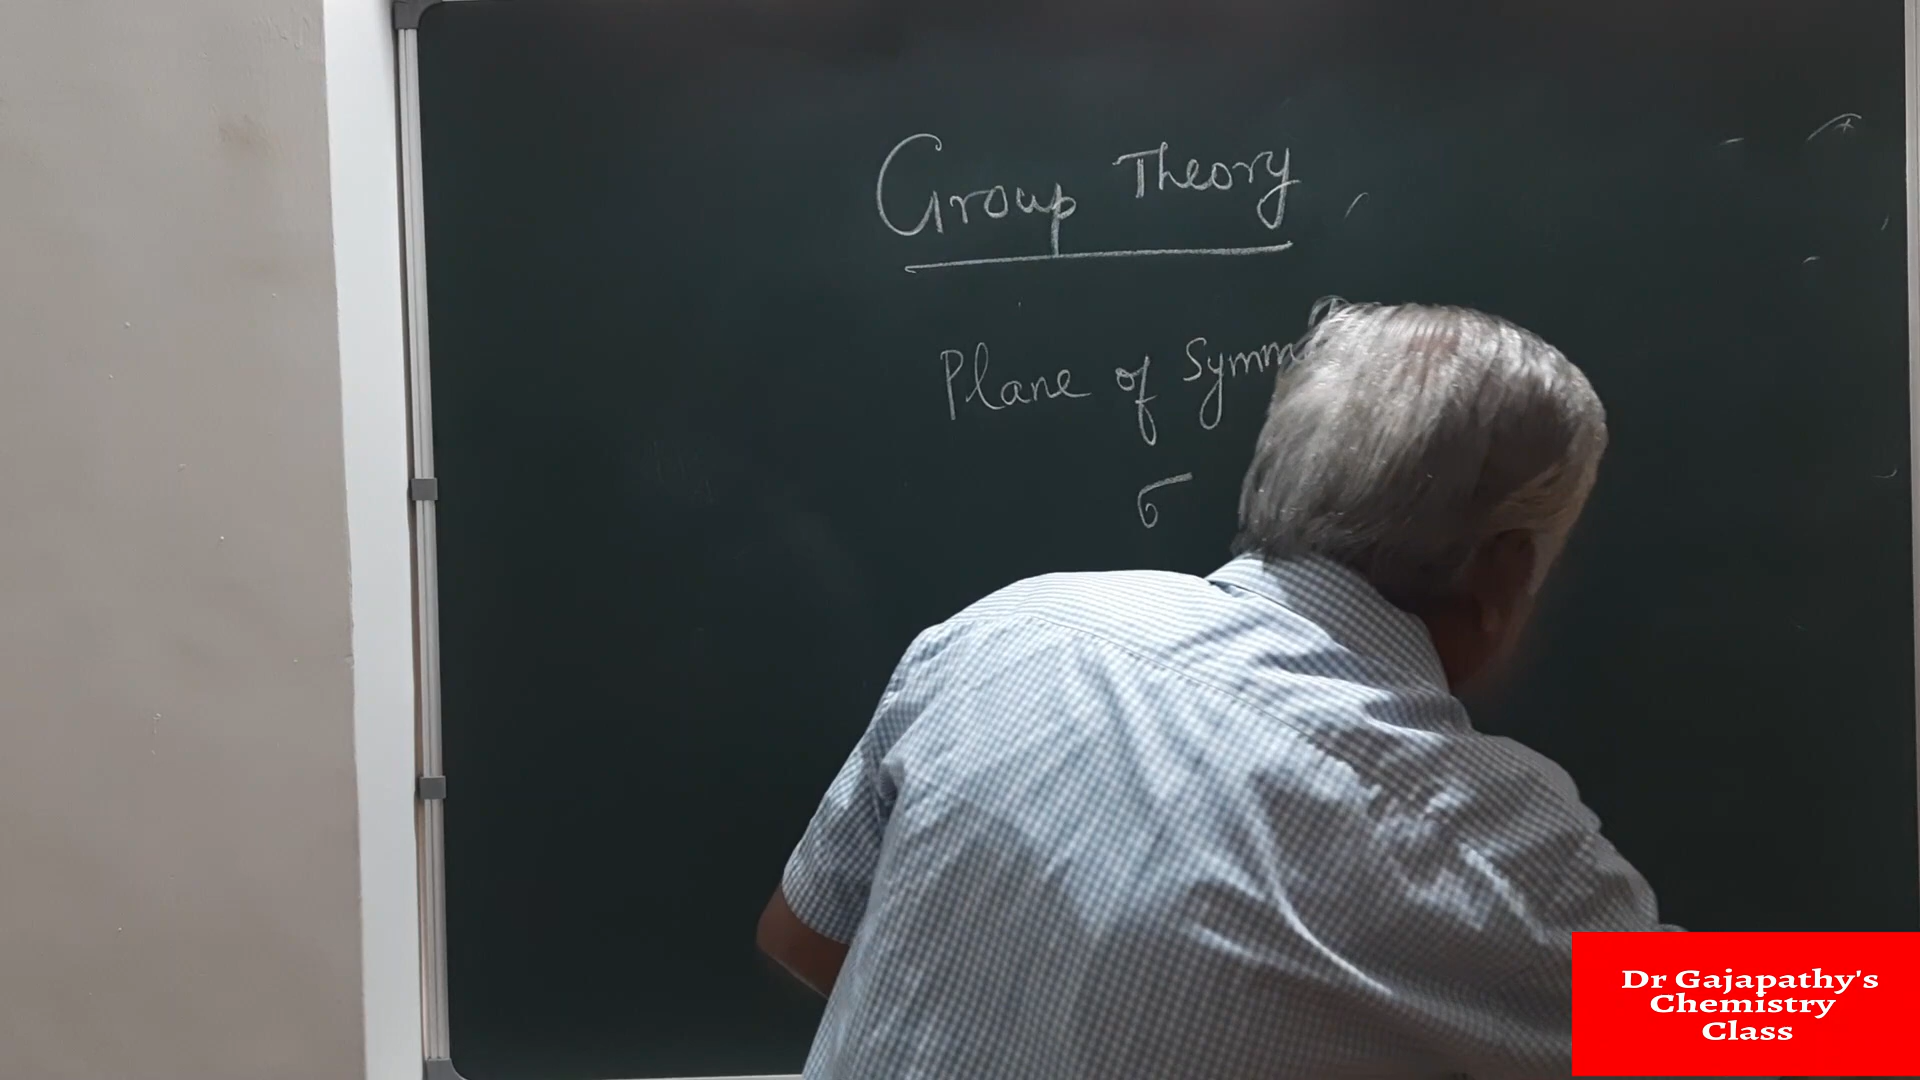 Group Theory
Plane of Symm
σ
Dr Gajapathy's
Chemistry
Class